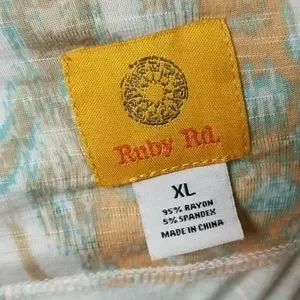 Ruby Rd.
XL
95% RAYON
5% SPANDEX
MADE IN CHINA